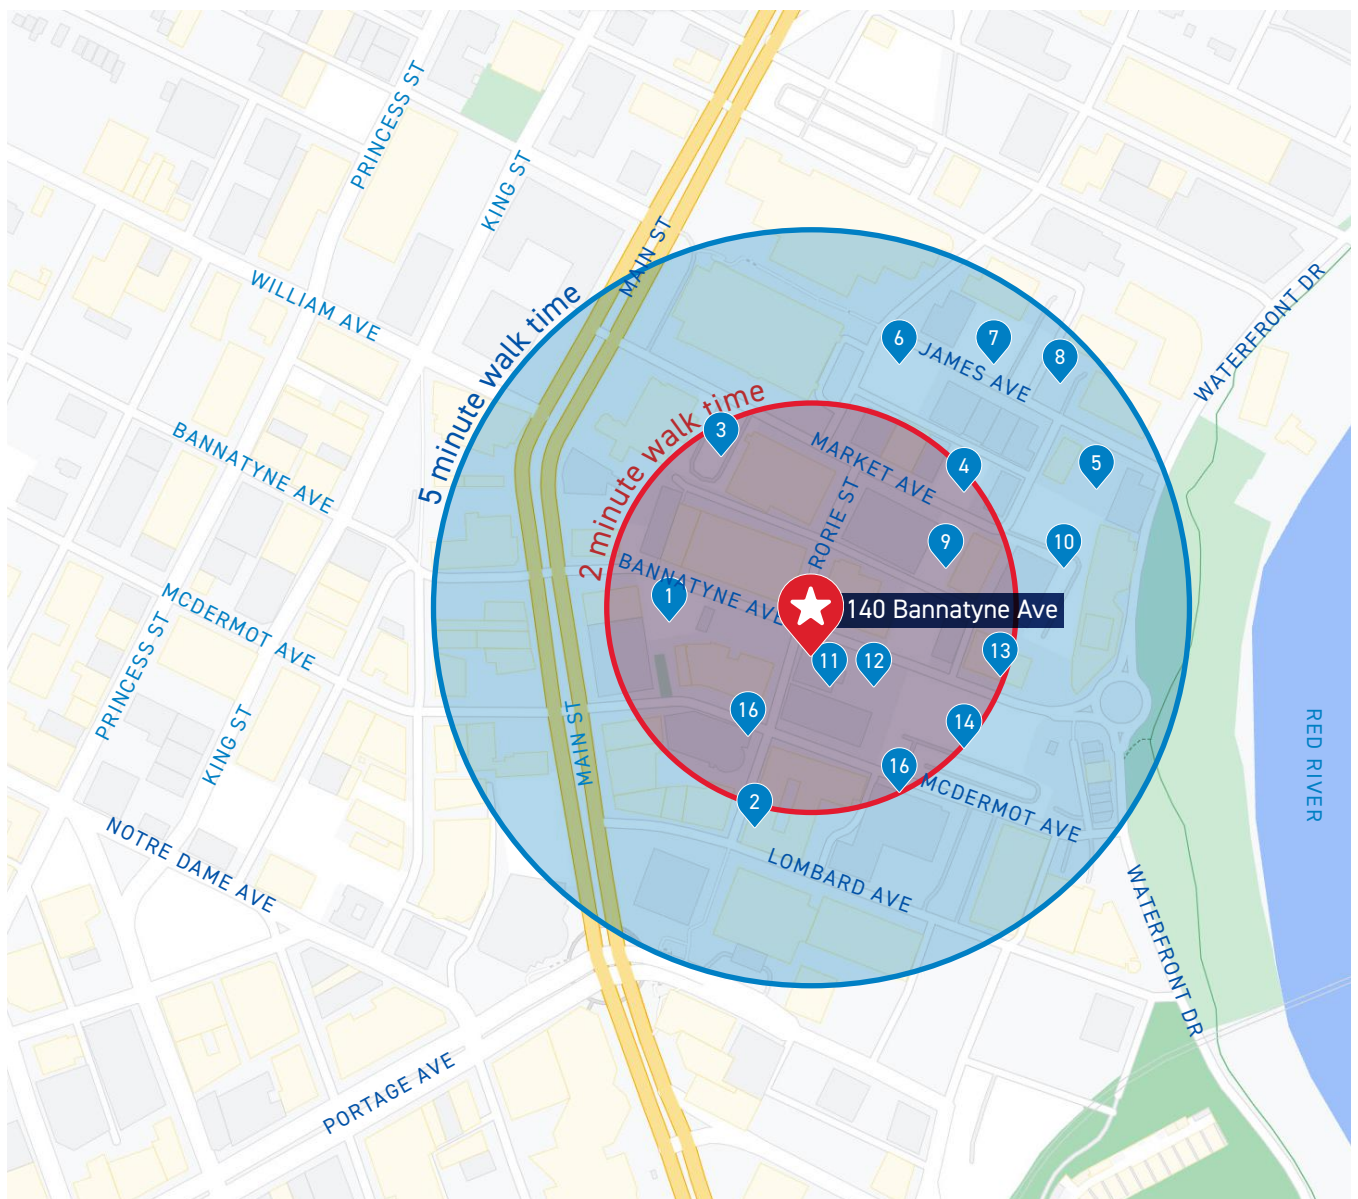 PRINCESS ST
KING ST
MAIN ST
WILLIAM AVE
WATERFRONT DR
5 minute walk time
6
7
8
JAMES AVE
2 minute walk time
3
MARKET AVE
4
5
BANNATYNE AVE
RORIE ST
9
10
BANNATYNE AVE
1
140 Bannatyne Ave
MCDERMOT AVE
PRINCESS ST
11
12
13
KING ST
MAIN ST
16
14
RED RIVER
16
MCDERMOT AVE
2
NOTRE DAME AVE
LOMBARD AVE
WATERFRONT DR
PORTAGE AVE